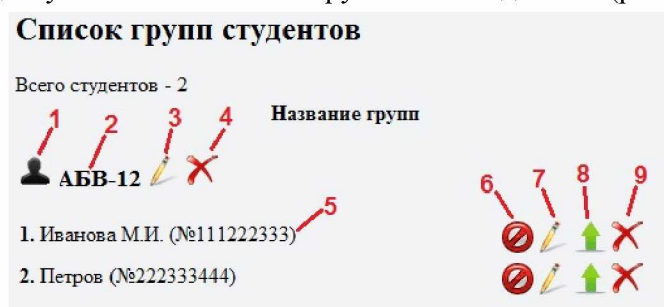 Список групп студентов
Всего студентов - 2
Название групп
1 2 3 4
АБВ-12
6 7 8 9
5
1. Иванова М.И. (№111222333)
2. Петров (№222333444)